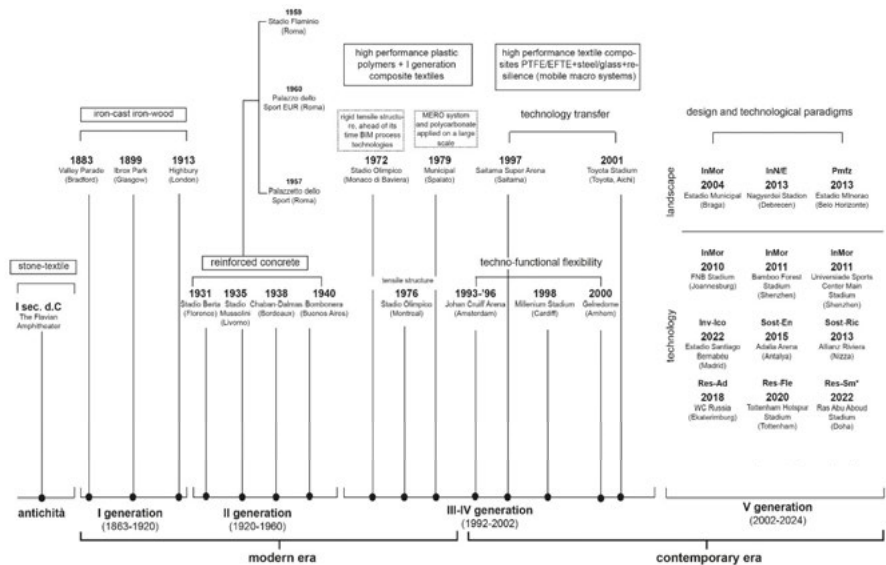 1959
Stadio Flaminio
(Roma)
1960
Palazzo dello
Sport EUR (Roma)
1957
Palazzetto dello
Sport (Roma)
high performance plastic
polymers + I generation
composite textiles
high performance textile compo-
sites PTFE/EFTE+steel/glass+re-
silience (mobile macro systems)
iron-cast iron-wood
1883
Valley Parade
(Bradford)
1899
Ibrox Park
(Glasgow)
1913
Highbury
(London)
rigid tensile structu-
re, ahead of its
time BIM process
technologies
1972
Stadio Olimpico
(Monaco di Baviera)
MERO system
and polycarbonate
applied on a large
scale
1979
Municipal
(Spalato)
technology transfer
1997
Saitama Super Arena
(Saitama)
2001
Toyota Stadium
(Toyota, Aichi)
design and technological paradigms
landscape
InMor
2004
Estadio Municipal
(Braga)
InN/E
2013
Nagyerdei Stadion
(Debrecen)
Pmfz
2013
Estadio Minerao
(Belo Horizonte)
stone-textile
I sec. d.C
The Flavian
Amphitheater
reinforced concrete
1931
Stadio Berta
(Florence)
1935
Stadio
Mussolini
(Livorno)
1938
Chaban-Dalmas
(Bordeaux)
1940
Bombonera
(Buenos Aires)
tensile structure
1976
Stadio Olimpico
(Montreal)
techno-functional flexibility
1993-'96
Johan Cruiff Arena
(Amsterdam)
1998
Millenium Stadium
(Cardiff)
2000
Gelredome
(Arnhem)
technology
InMor
2010
FNB Stadium
(Joannesburg)
InMor
2011
Bamboo Forest
Stadium
(Shenzhen)
InMor
2011
Universiade Sports
Center Main
Stadium
(Shenzhen)
Inv-Ico
2022
Estadio Santiago
Bernabéu
(Madrid)
Sost-En
2015
Adalia Arena
(Antalya)
Sost-Ric
2013
Allianz Riviera
(Nizza)
Res-Ad
2018
WC Russia
(Ekaterimburg)
Res-Fle
2020
Tottenham Hotspur
Stadium
(Tottenham)
Res-Sm*
2022
Ras Abu Aboud
Stadium
(Doha)
antichità
I generation
(1863-1920)
II generation
(1920-1960)
III-IV generation
(1992-2002)
V generation
(2002-2024)
modern era
contemporary era